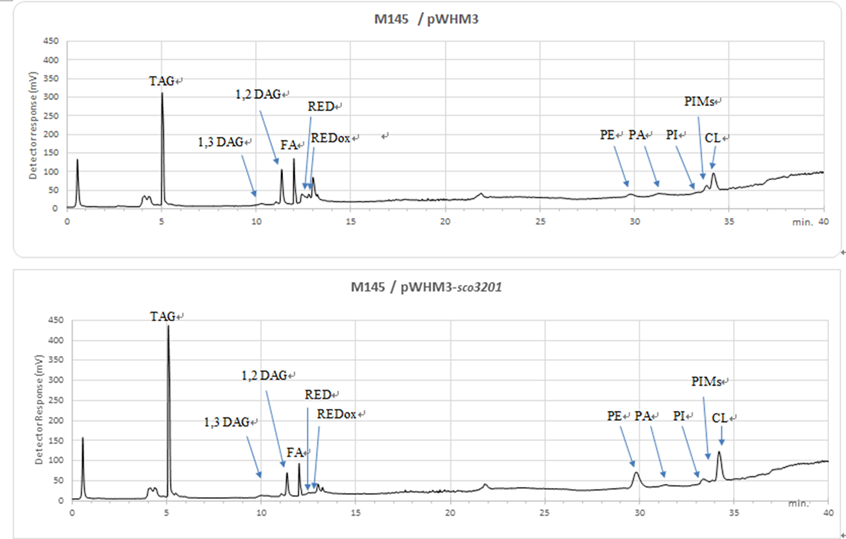 M145 / pWHM3
Detector response (mV)
450
400
350
300
250
200
150
100
50
0
TAG↵
1,3 DAG↵
1,2 DAG↵
FA↵
RED↵
REDox↵
↵
PE↵
PA↵
PI↵
PIMs↵
CL↵
0 5 10 15 20 25 30 35 min. 40
↵
M145 / pWHM3-sco3201
Detector Response (mV)
450
400
350
300
250
200
150
100
50
0
TAG↵
1,3 DAG↵
1,2 DAG↵
FA↵
RED↵
REDox↵
PE↵
PA↵
PI↵
PIMs↵
CL↵
0 5 10 15 20 25 30 35 min. 40
↵